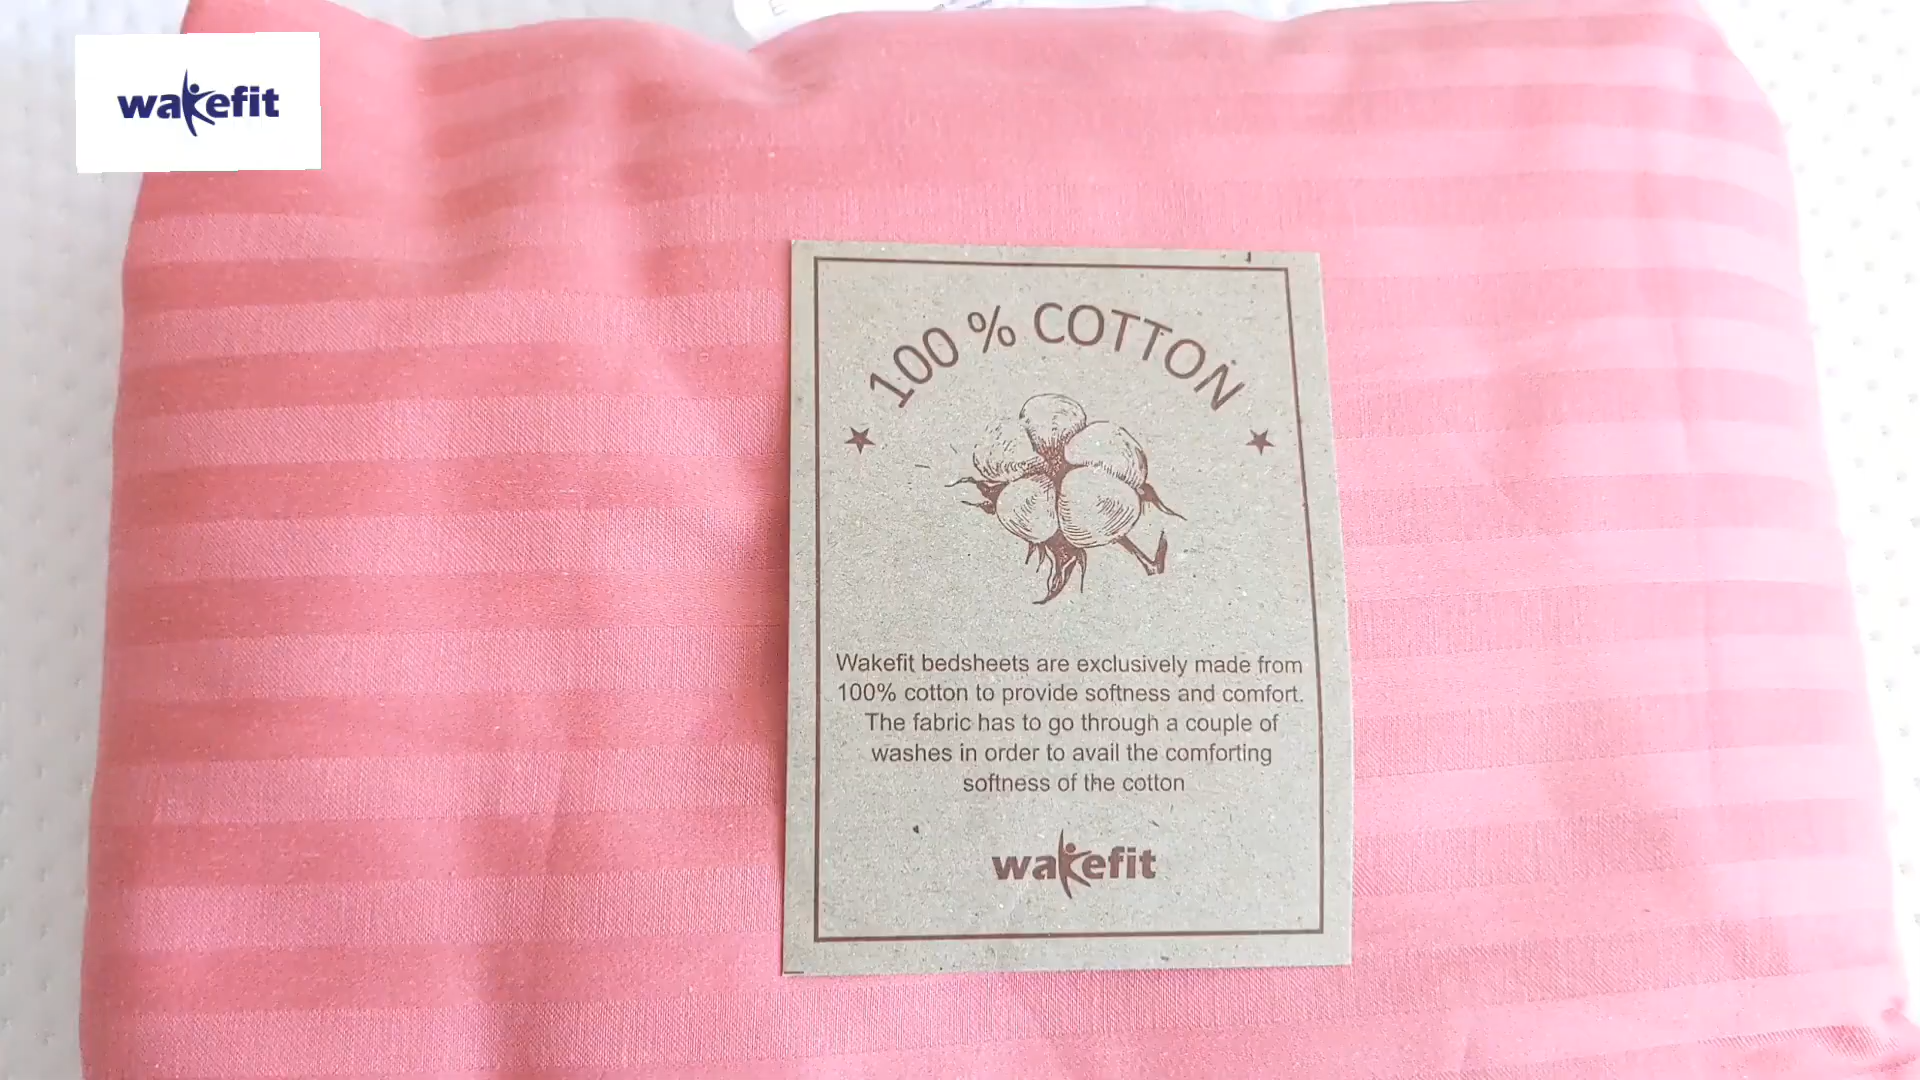 wakefit
100 % COTTON
Wakefit bedsheets are exclusively made from
100% cotton to provide softness and comfort.
The fabric has to go through a couple of
washes in order to avail the comforting
softness of the cotton
wakefit